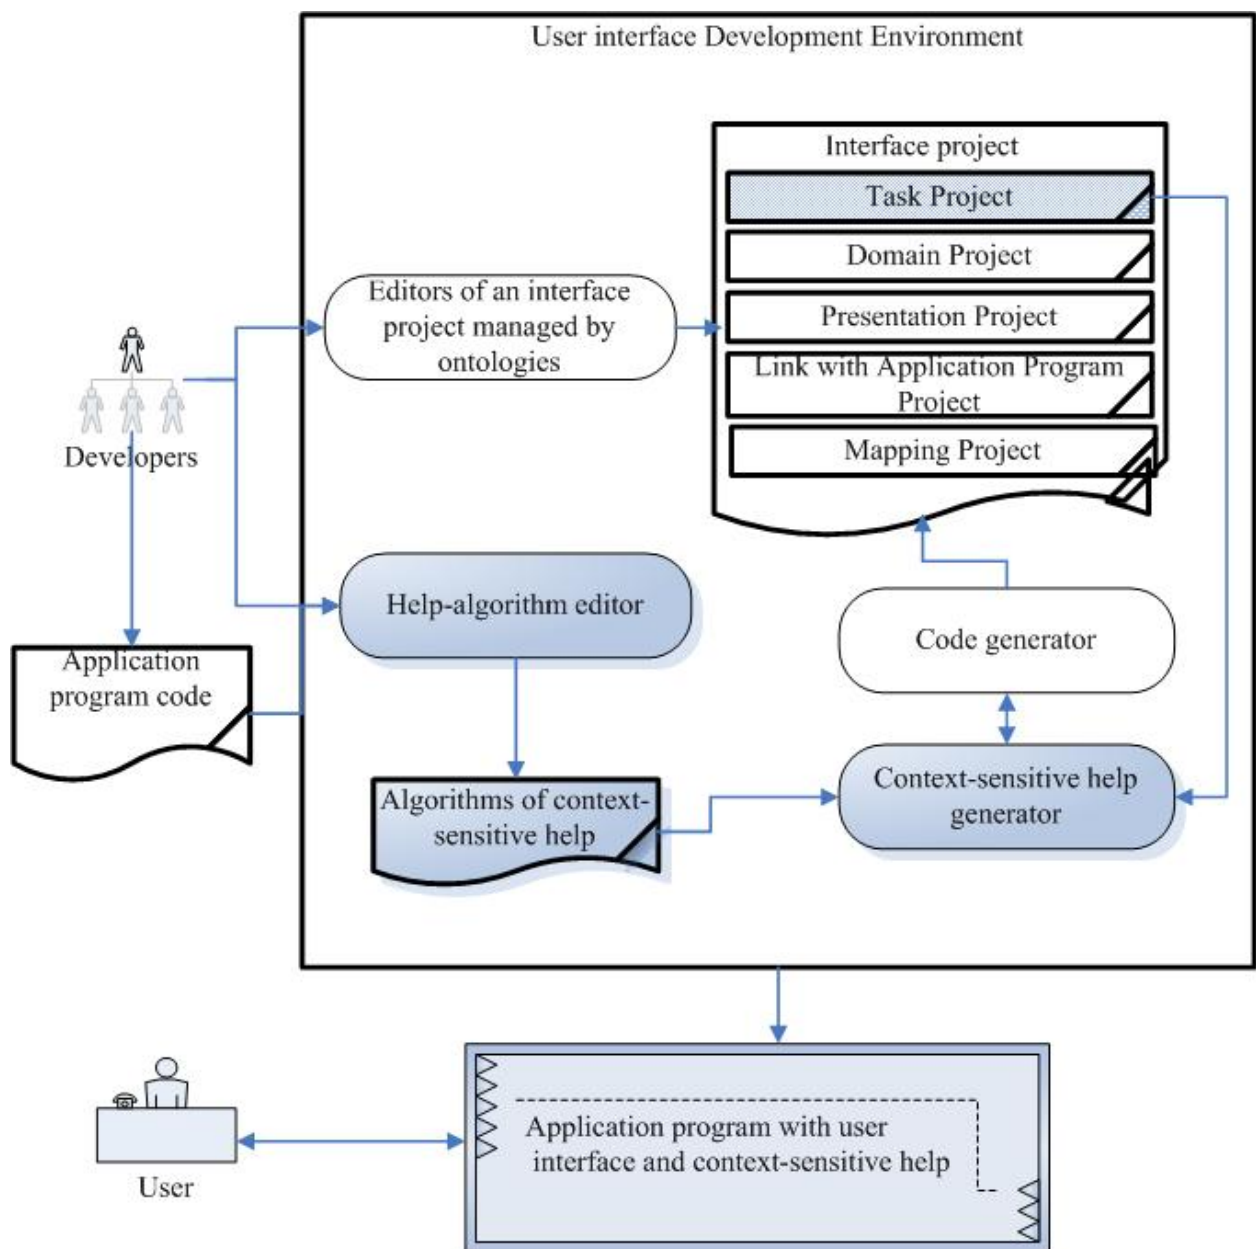 User interface Development Environment
Interface project
Task Project
Domain Project
Editors of an interface
project managed by
ontologies
Presentation Project
Link with Application Program
Project
Mapping Project
Developers
Help-algorithm editor
Code generator
Application
program code
Algorithms of context-
sensitive help
Context-sensitive help
generator
Application program with user
interface and context-sensitive help
User